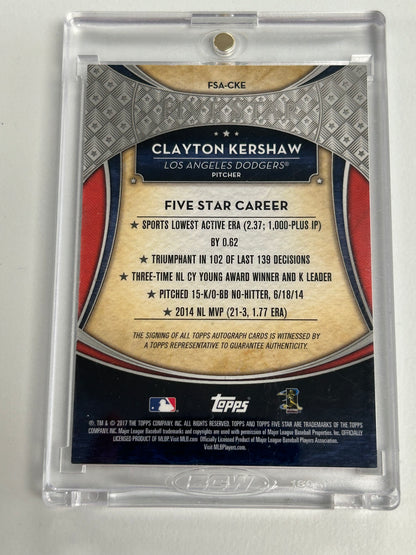 FSA-CKE
CLAYTON KERSHAW
LOS ANGELES DODGERS®
PITCHER
FIVE STAR CAREER
★ SPORTS LOWEST ACTIVE ERA (2.37; 1,000-PLUS IP)
BY 0.62
★ TRIUMPHANT IN 102 OF LAST 139 DECISIONS
★ THREE-TIME NL CY YOUNG AWARD WINNER AND K LEADER
★ PITCHED 15-K/0-BB NO-HITTER, 6/18/14
★ 2014 NL MVP (21-3, 1.77 ERA)
THE SIGNING OF ALL TOPPS AUTOGRAPH CARDS IS WITNESSED BY
A TOPPS REPRESENTATIVE TO GUARANTEE AUTHENTICITY.
topps
®, TM & © 2017 THE TOPPS COMPANY, INC. ALL RIGHTS RESERVED. TOPPS AND TOPPS FIVE STAR ARE TRADEMARKS OF THE TOPPS
COMPANY, INC. Major League Baseball trademarks and copyrights are used with permission of Major League Baseball Properties, Inc. OFFICIALLY
LICENSED PRODUCT OF MLBP. Visit MLB.com Officially Licensed Product of Major League Baseball Players Association.
Visit MLBPlayers.com.
BCW